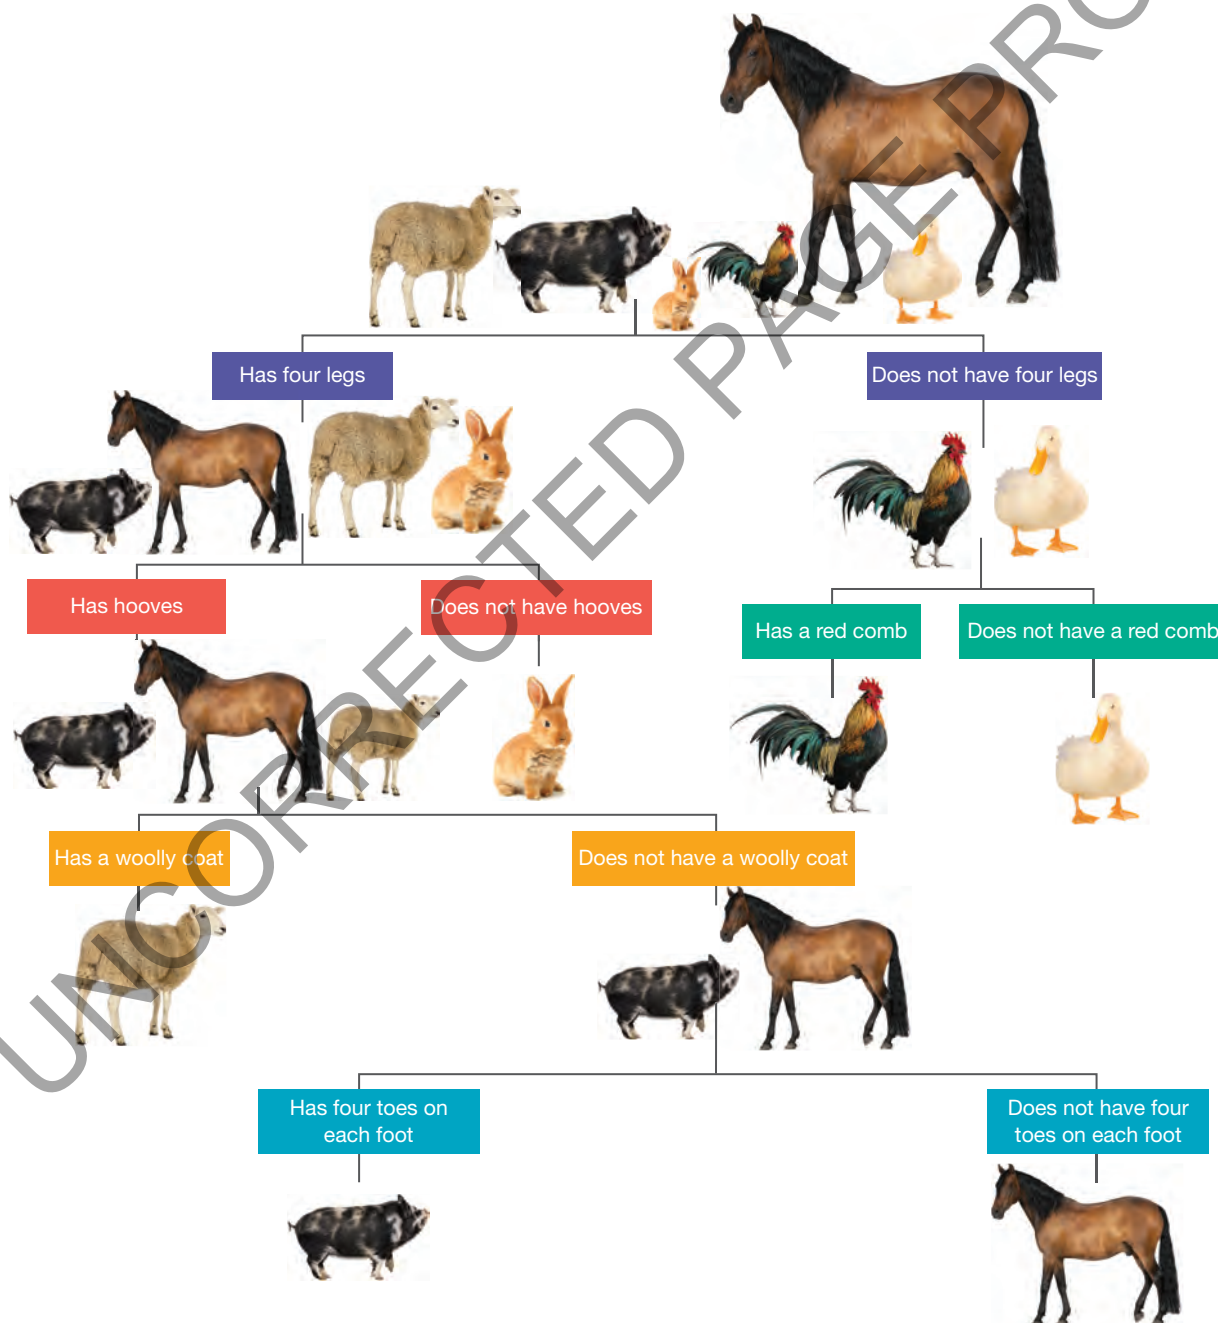 Has four legs
Does not have four legs
Has hooves
Does not have hooves
Has a red comb
Does not have a red comb
Has a woolly coat
Does not have a woolly coat
Has four toes on
each foot
Does not have four
toes on each foot
UNCORRECTED PAGE PRO